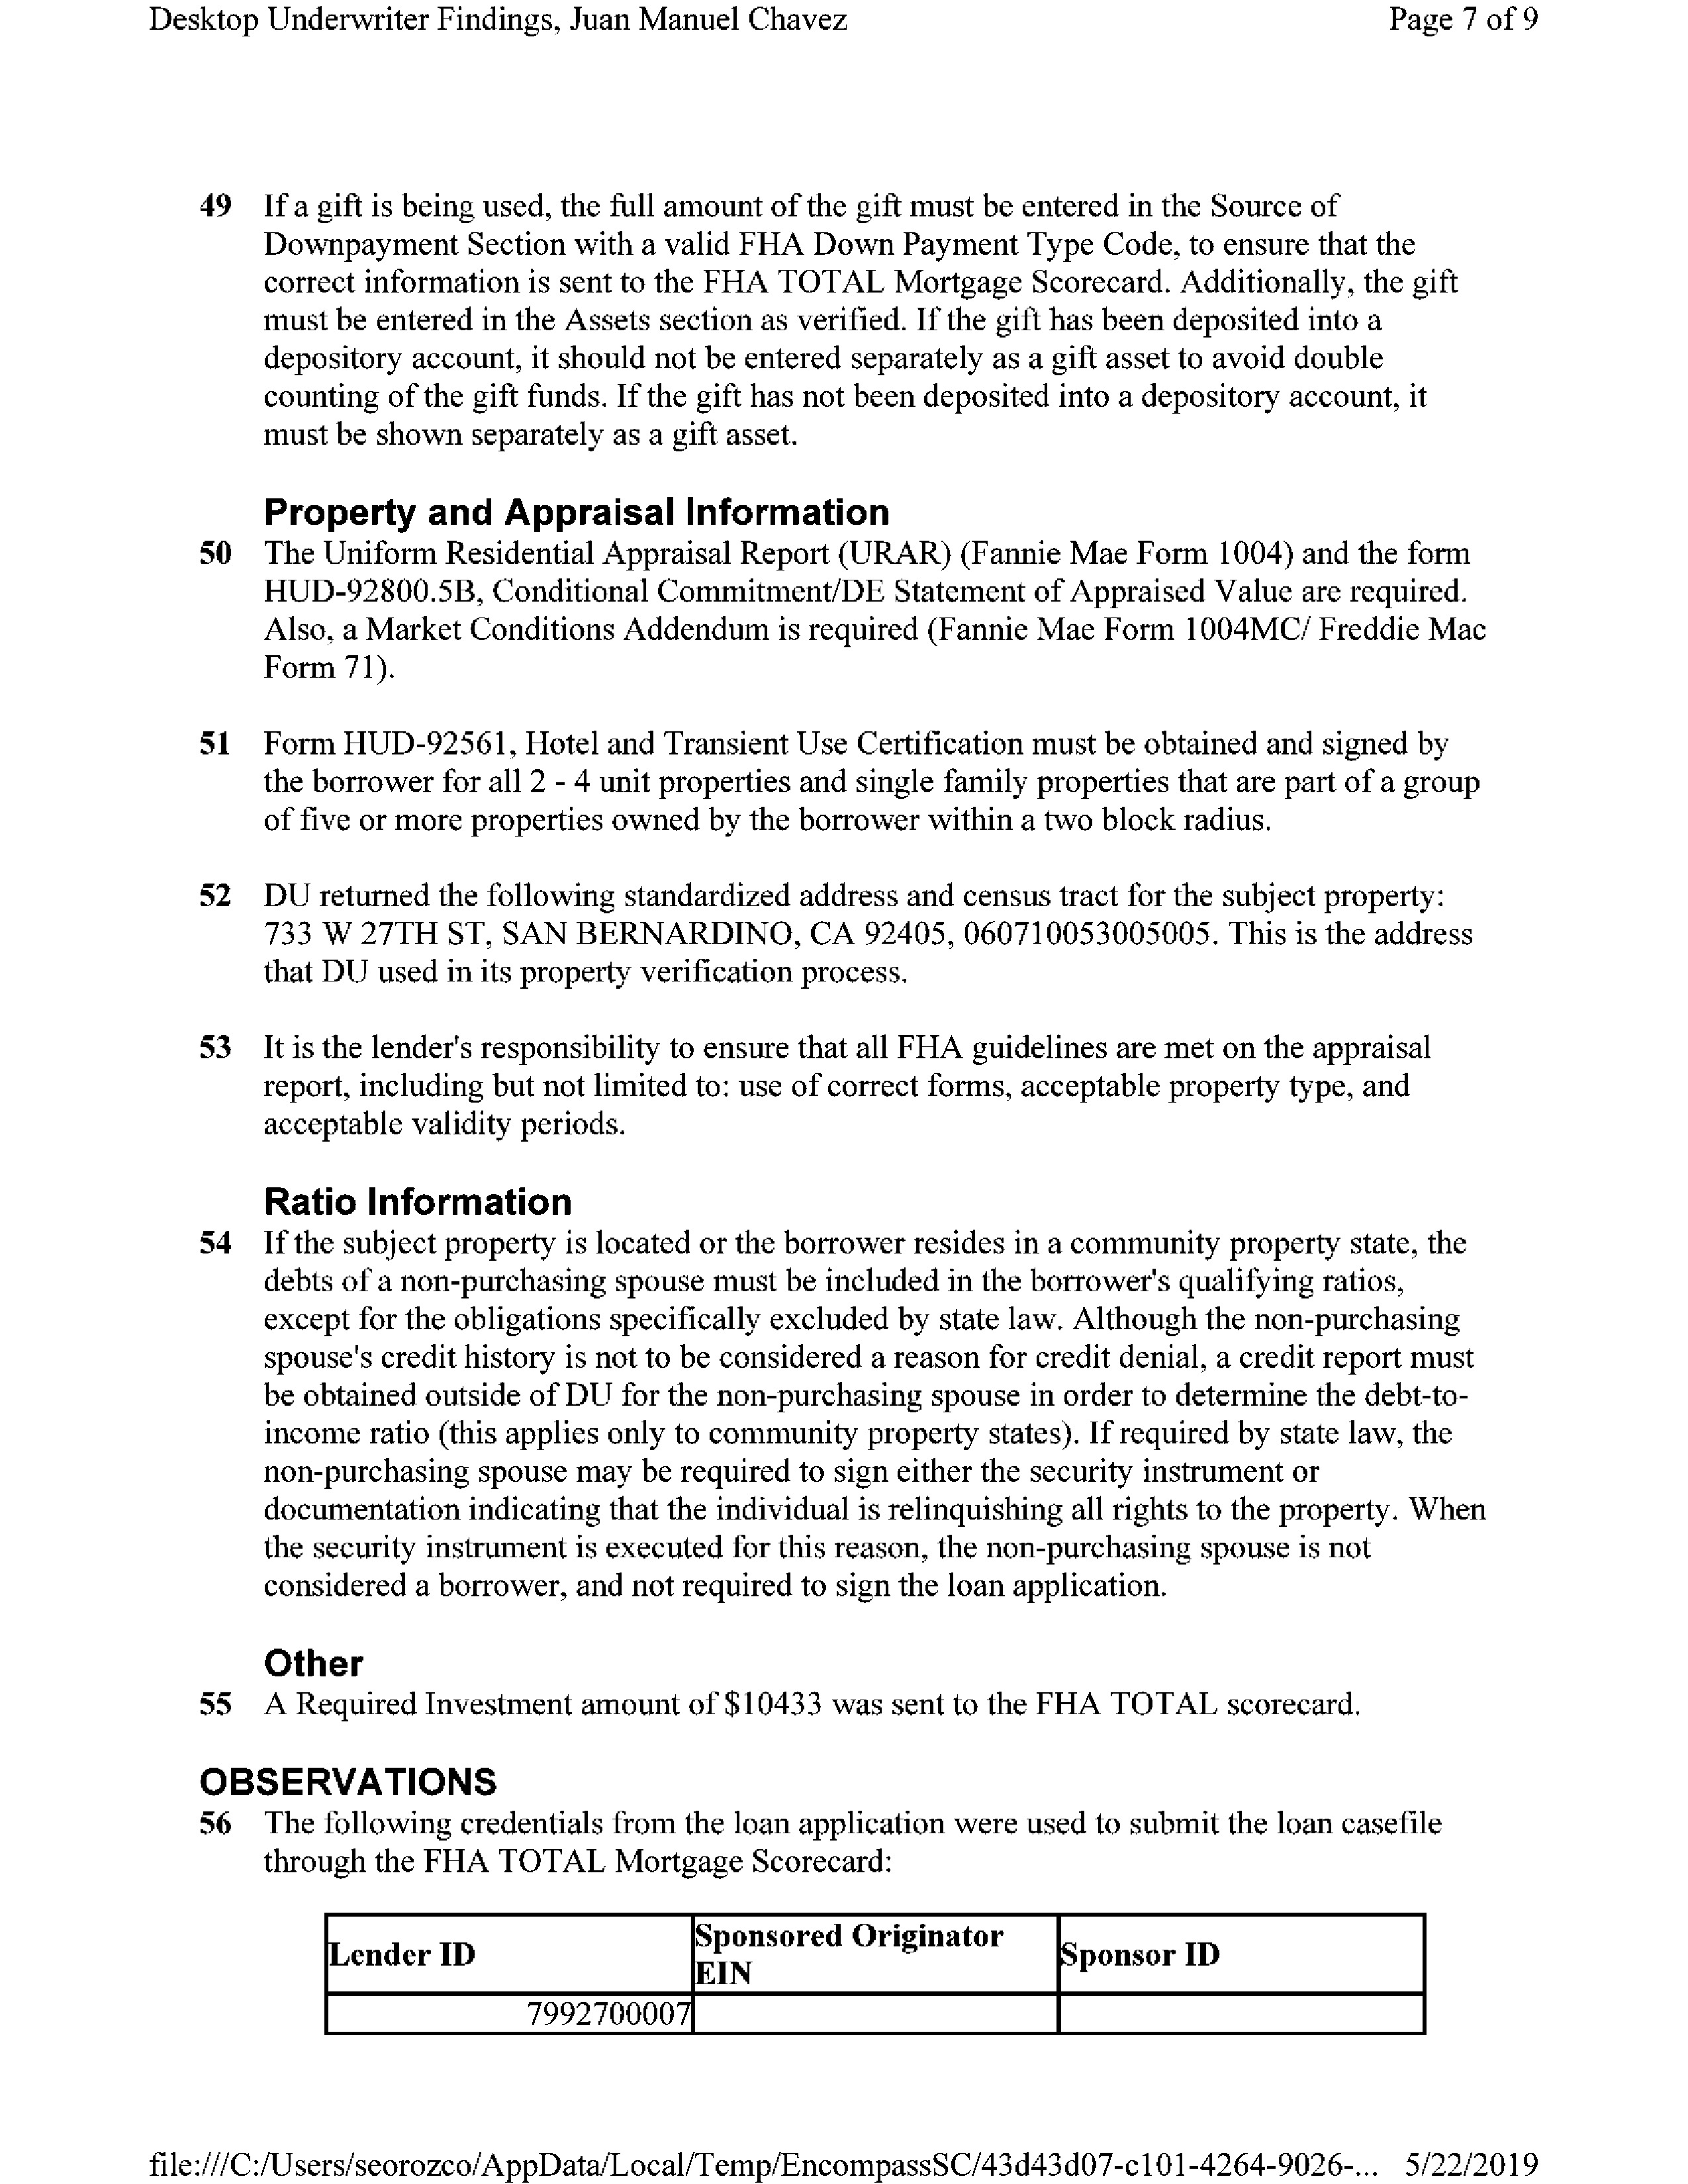 Desktop Underwriter Findings, Juan Manuel Chavez Page 7 of 9
49 If a gift is being used, the full amount of the gift must be entered in the Source of
Downpayment Section with a valid FHA Down Payment Type Code, to ensure that the
correct information is sent to the FHA TOTAL Mortgage Scorecard. Additionally, the gift
must be entered in the Assets section as verified. If the gift has been deposited into a
depository account, it should not be entered separately as a gift asset to avoid double
counting of the gift funds. If the gift has not been deposited into a depository account, it
must be shown separately as a gift asset.
Property and Appraisal Information
50 The Uniform Residential Appraisal Report (URAR) (Fannie Mae Form 1004) and the form
HUD-92800.5B, Conditional Commitment/DE Statement of Appraised Value are required.
Also, a Market Conditions Addendum is required (Fannie Mae Form 1004MC/ Freddie Mac
Form 71).
51 Form HUD-92561, Hotel and Transient Use Certification must be obtained and signed by
the borrower for all 2 - 4 unit properties and single family properties that are part of a group
of five or more properties owned by the borrower within a two block radius.
52 DU returned the following standardized address and census tract for the subject property:
733 W 27TH ST, SAN BERNARDINO, CA 92405, 060710053005005. This is the address
that DU used in its property verification process.
53 It is the lender's responsibility to ensure that all FHA guidelines are met on the appraisal
report, including but not limited to: use of correct forms, acceptable property type, and
acceptable validity periods.
Ratio Information
54 If the subject property is located or the borrower resides in a community property state, the
debts of a non-purchasing spouse must be included in the borrower's qualifying ratios,
except for the obligations specifically excluded by state law. Although the non-purchasing
spouse's credit history is not to be considered a reason for credit denial, a credit report must
be obtained outside of DU for the non-purchasing spouse in order to determine the debt-to-
income ratio (this applies only to community property states). If required by state law, the
non-purchasing spouse may be required to sign either the security instrument or
documentation indicating that the individual is relinquishing all rights to the property. When
the security instrument is executed for this reason, the non-purchasing spouse is not
considered a borrower, and not required to sign the loan application.
Other
55 A Required Investment amount of $10433 was sent to the FHA TOTAL scorecard.
OBSERVATIONS
56 The following credentials from the loan application were used to submit the loan casefile
through the FHA TOTAL Mortgage Scorecard:
Lender ID Sponsored Originator EIN Sponsor ID
7992700007
file:///C:/Users/seorozco/AppData/Local/Temp/EncompassSC/43d43d07-c101-4264-9026-... 5/22/2019